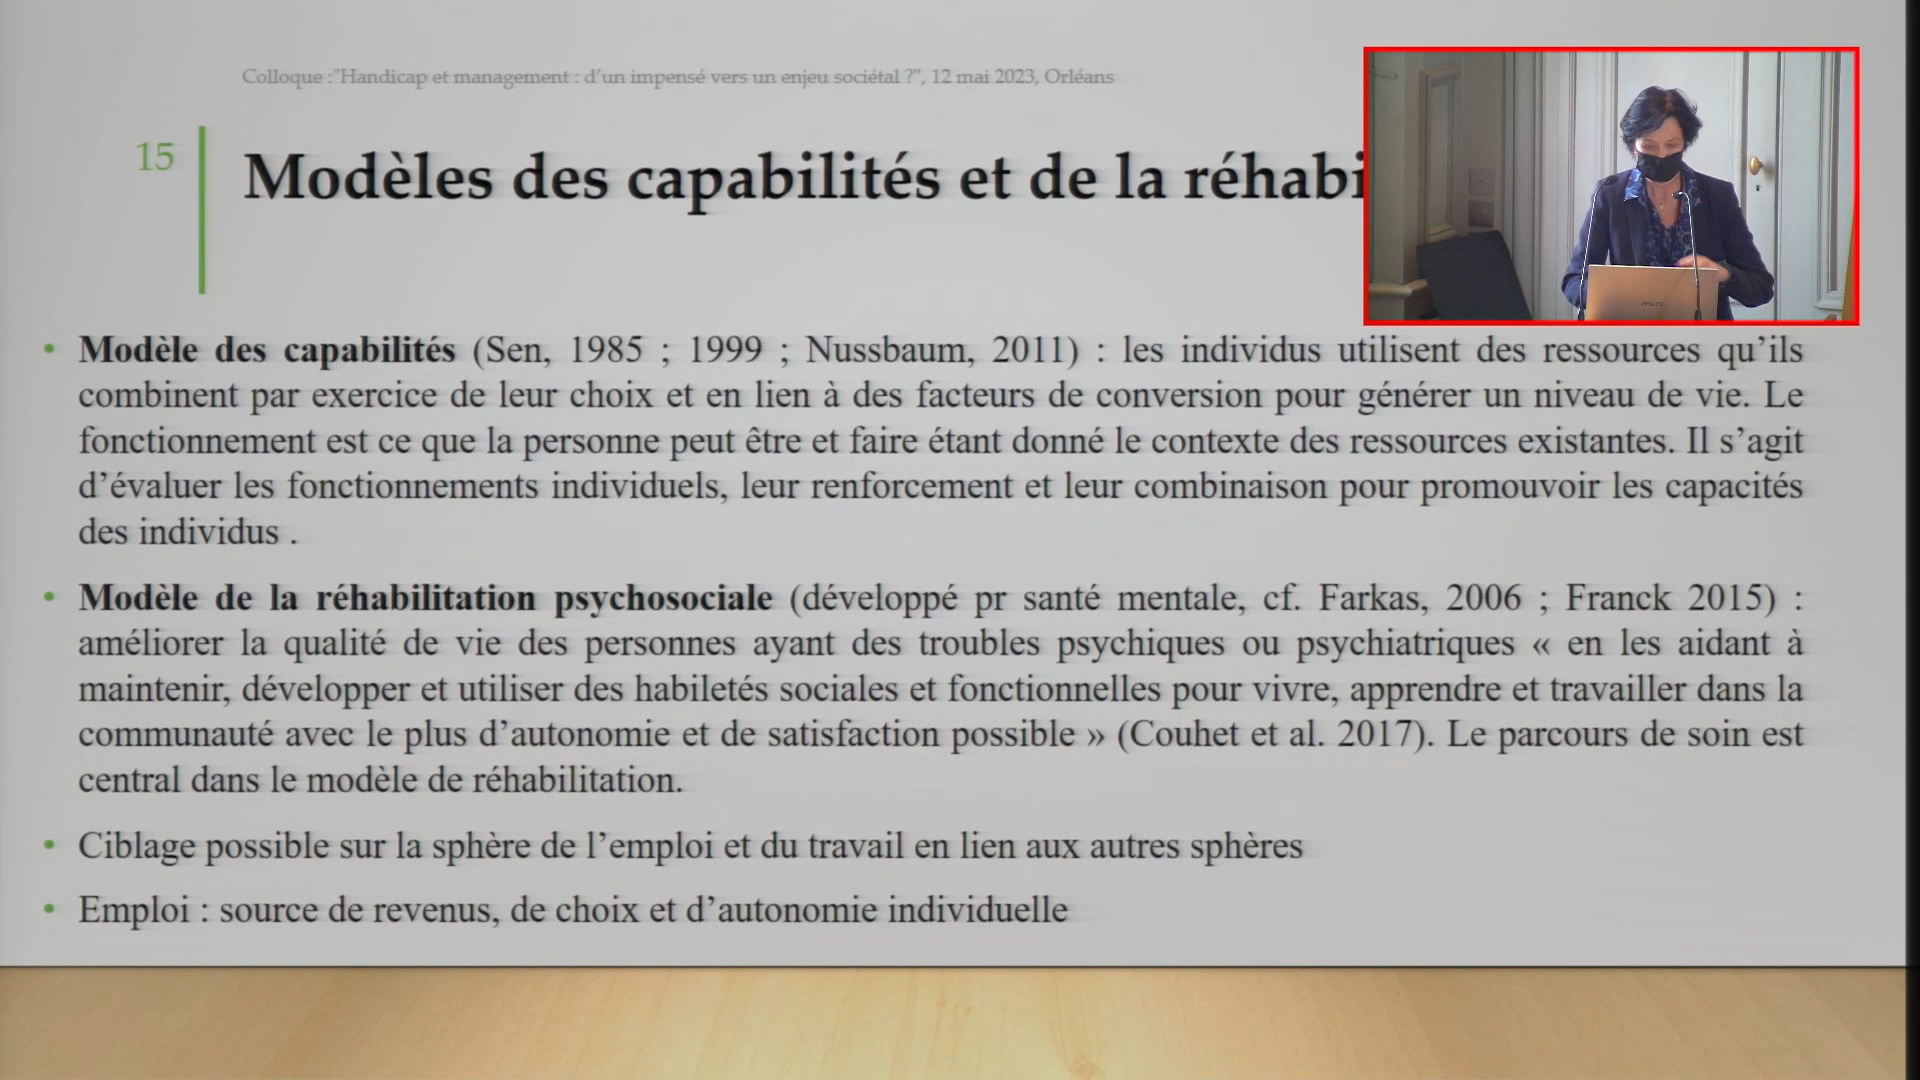 Colloque :"Handicap et management : d’un impensé vers un enjeu sociétal ?", 12 mai 2023, Orléans
15
Modèles des capabilités et de la réhabi
• Modèle des capabilités (Sen, 1985 ; 1999 ; Nussbaum, 2011) : les individus utilisent des ressources qu’ils
combinent par exercice de leur choix et en lien à des facteurs de conversion pour générer un niveau de vie. Le
fonctionnement est ce que la personne peut être et faire étant donné le contexte des ressources existantes. Il s’agit
d’évaluer les fonctionnements individuels, leur renforcement et leur combinaison pour promouvoir les capacités
des individus .
• Modèle de la réhabilitation psychosociale (développé pr santé mentale, cf. Farkas, 2006 ; Franck 2015) :
améliorer la qualité de vie des personnes ayant des troubles psychiques ou psychiatriques « en les aidant à
maintenir, développer et utiliser des habiletés sociales et fonctionnelles pour vivre, apprendre et travailler dans la
communauté avec le plus d’autonomie et de satisfaction possible » (Couhet et al. 2017). Le parcours de soin est
central dans le modèle de réhabilitation.
• Ciblage possible sur la sphère de l’emploi et du travail en lien aux autres sphères
• Emploi : source de revenus, de choix et d’autonomie individuelle